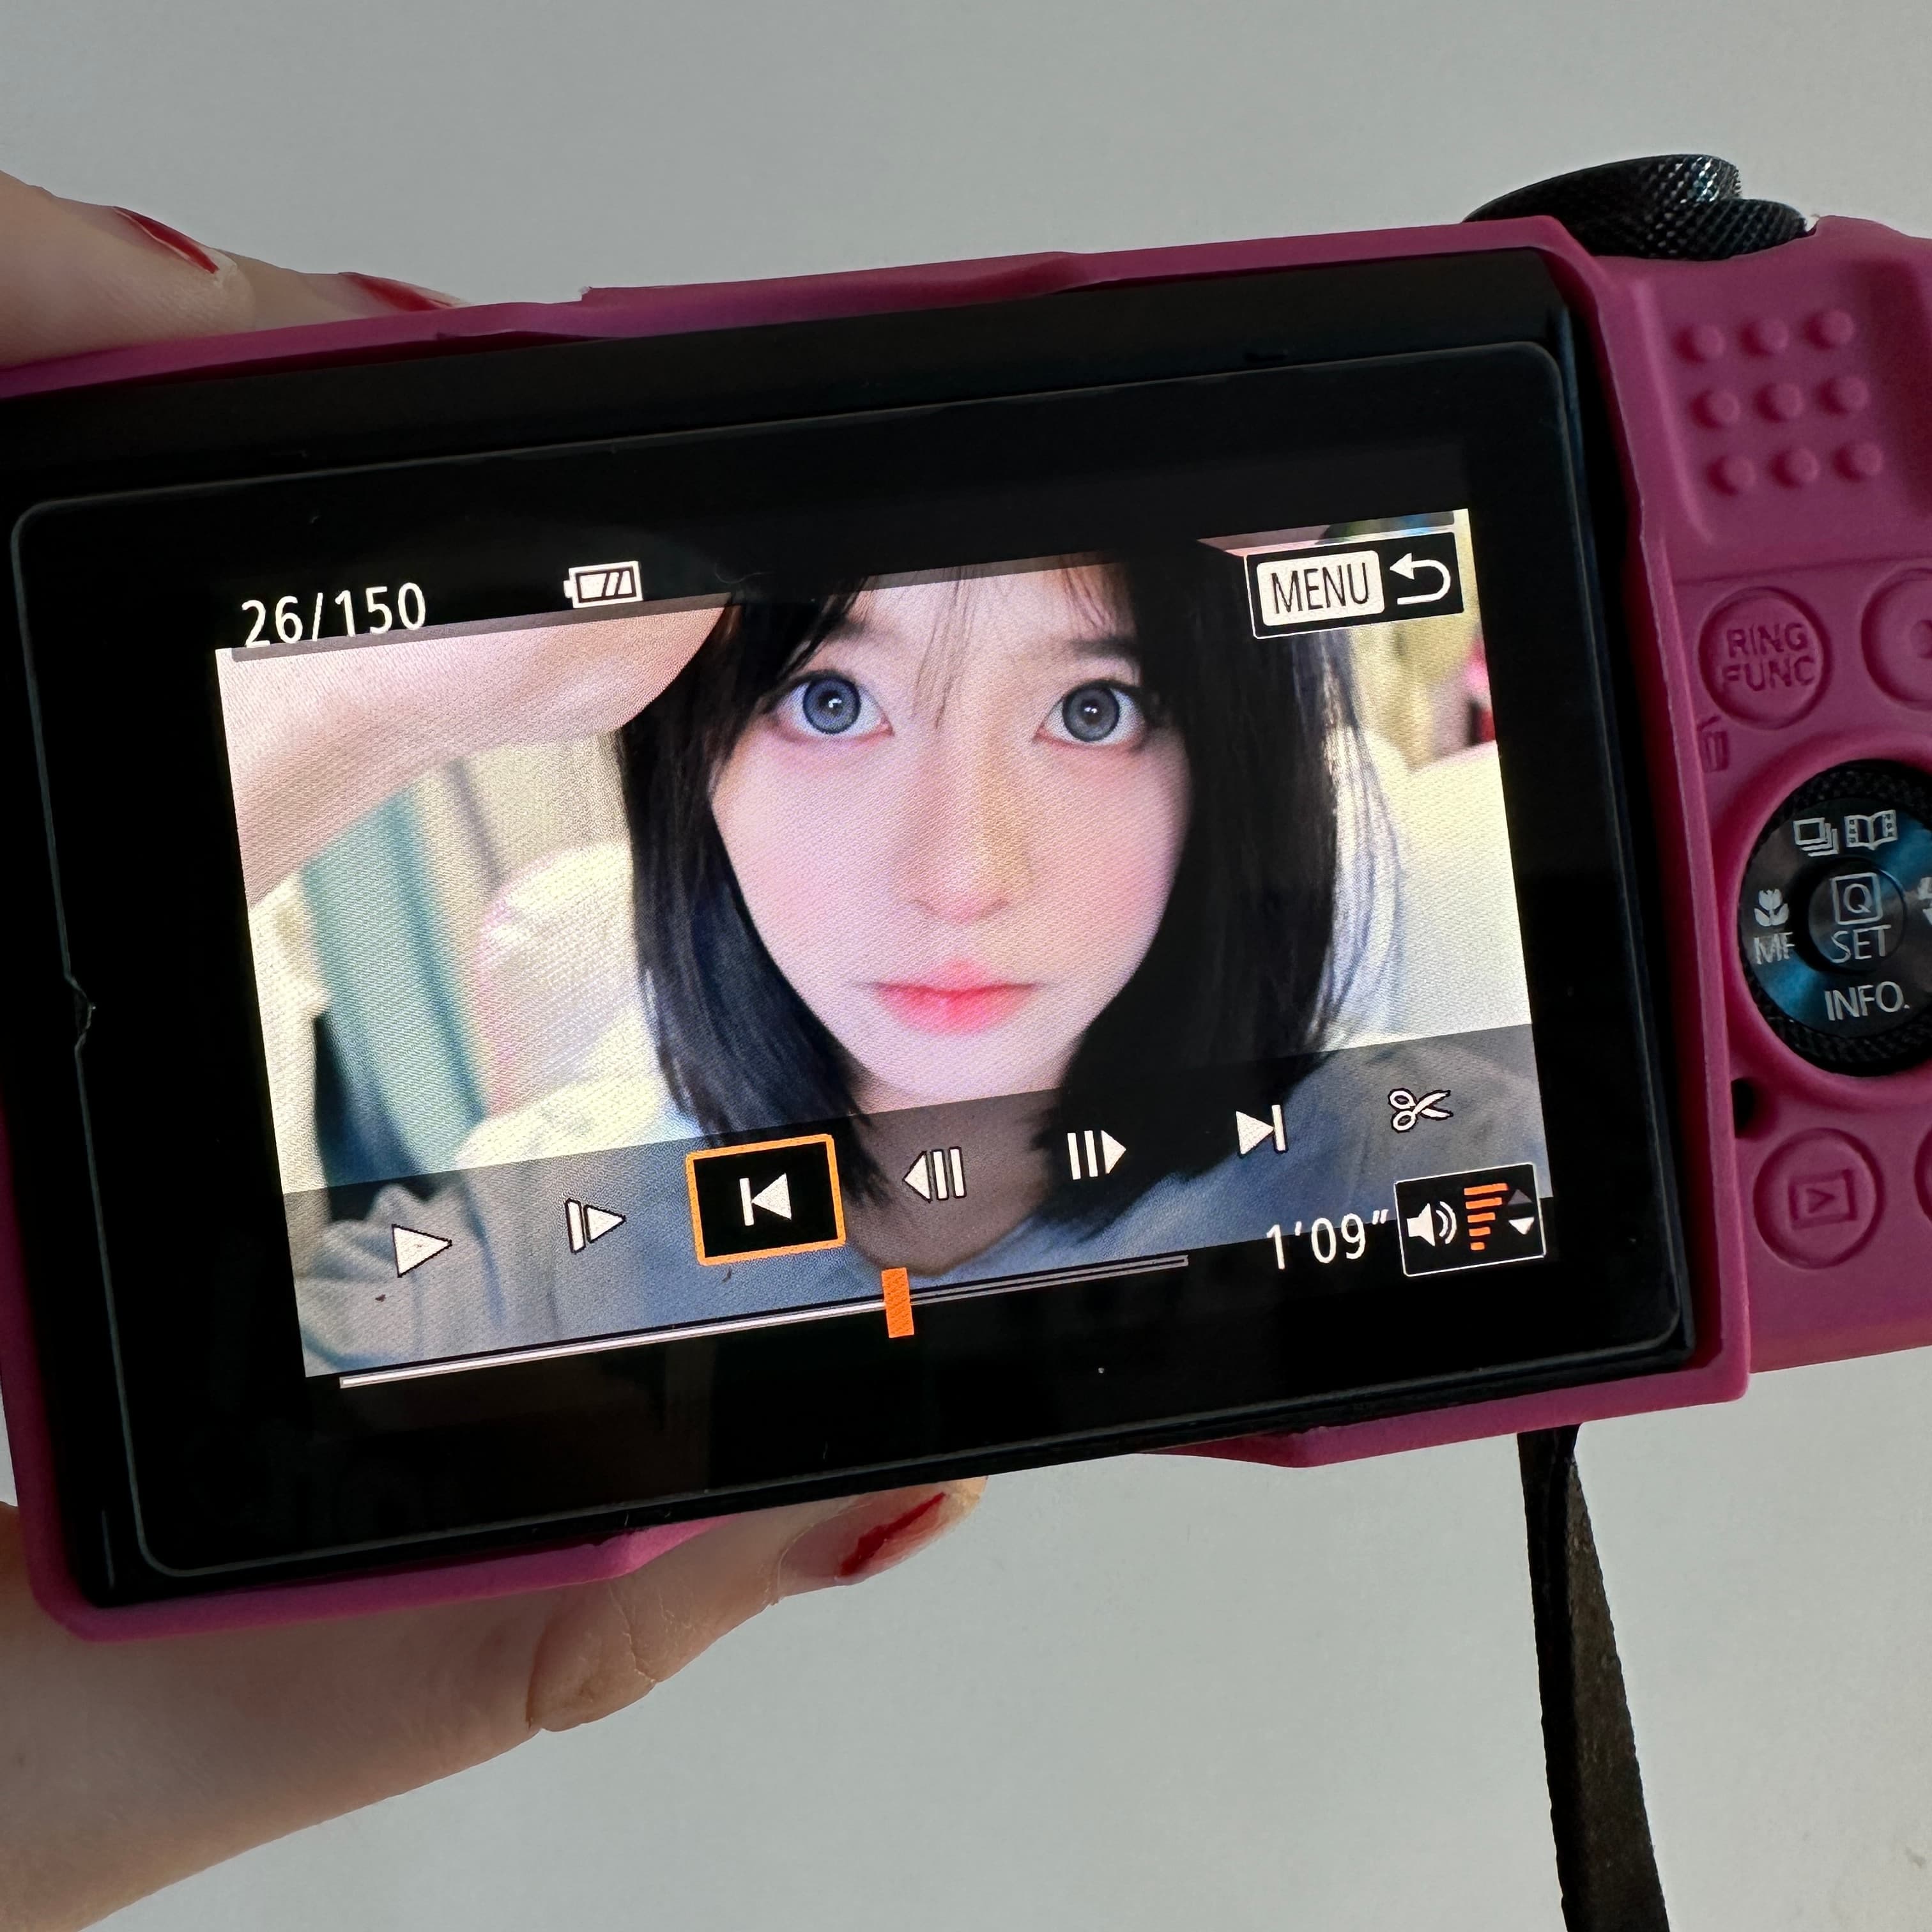 26/150
MENU
1'09"
RING
FUNC.
MF
Q
SET
INFO.